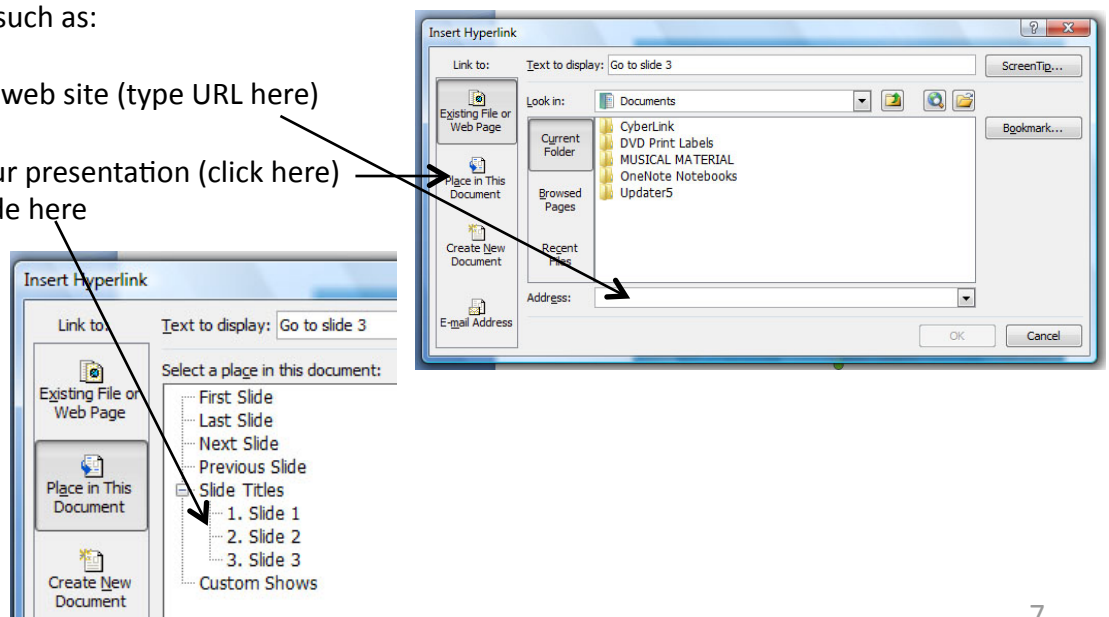 such as:
web site (type URL here)
ur presentation (click here)
le here
Insert Hyperlink
Link to:
Text to display: Go to slide 3
ScreenTip...
Existing File or
Web Page
Look in:
Documents
Bookmark...
Current
Folder
CyberLink
DVD Print Labels
MUSICAL MATERIAL
OneNote Notebooks
Updater5
Place in This
Document
Browsed
Pages
Create New
Document
Recent
Files
Address:
E-mail Address
OK
Cancel
Insert Hyperlink
Link to:
Text to display: Go to slide 3
Existing File or
Web Page
Select a place in this document:
First Slide
Last Slide
Next Slide
Previous Slide
Slide Titles
1. Slide 1
2. Slide 2
3. Slide 3
Custom Shows
Place in This
Document
Create New
Document
7